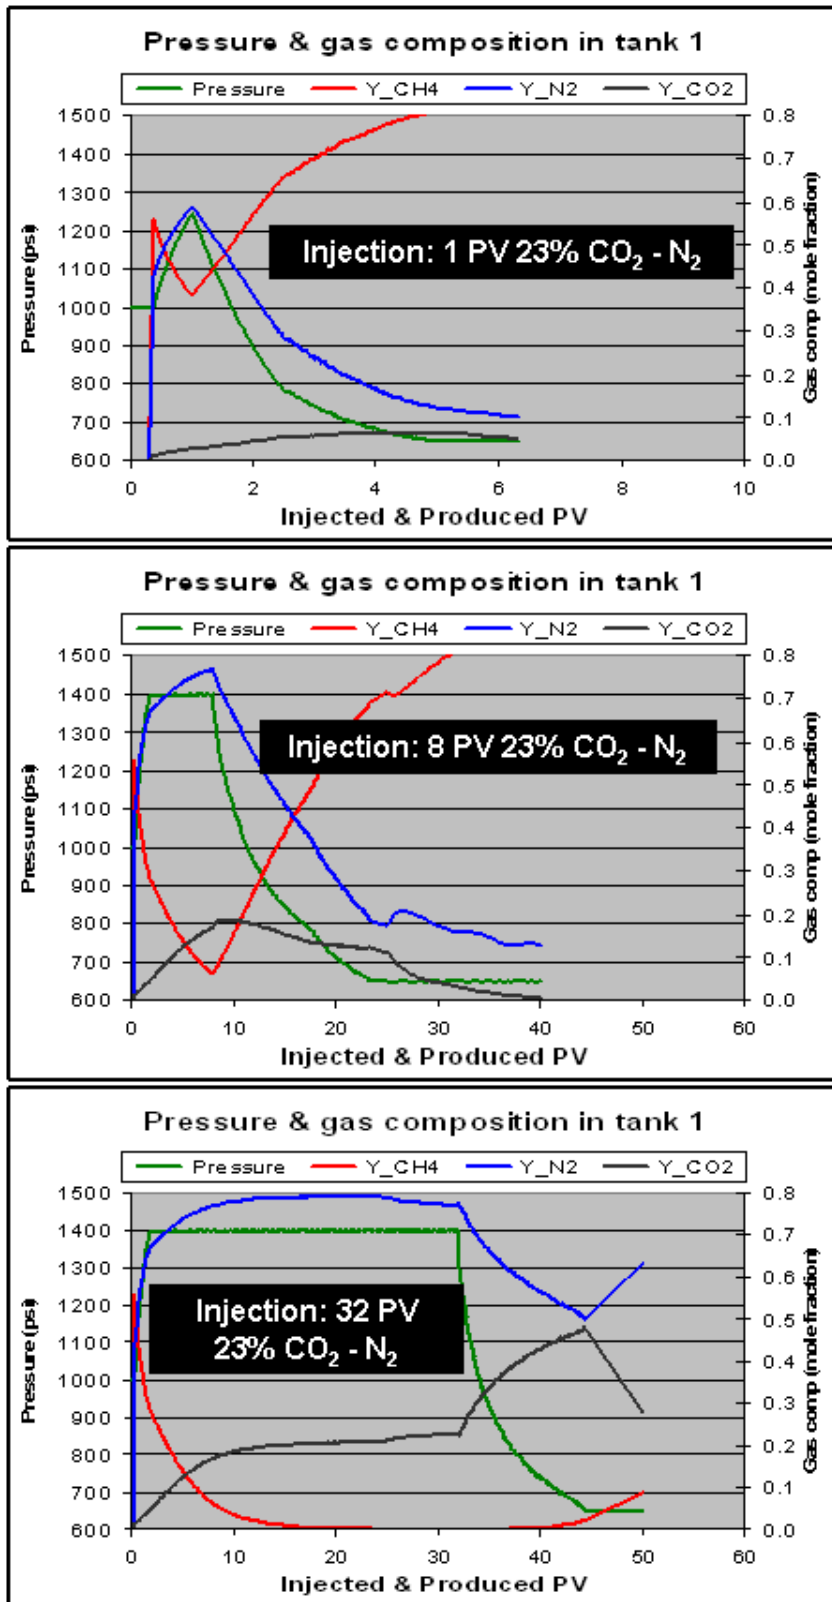 Pressure & gas composition in tank 1
Pressure Y_CH4 Y_N2 Y_CO2
1500 0.8
1400 0.7
1300 0.6
1200 0.5
1100 0.4
1000 0.3
900 0.2
800 0.1
700 0.0
600
Pressure (psi)
Gas comp (mole fraction)
Injection: 1 PV 23% CO₂ - N₂
0 2 4 6 8 10
Injected & Produced PV
Pressure & gas composition in tank 1
Pressure Y_CH4 Y_N2 Y_CO2
1500 0.8
1400 0.7
1300 0.6
1200 0.5
1100 0.4
1000 0.3
900 0.2
800 0.1
700 0.0
600
Pressure (psi)
Gas comp (mole fraction)
Injection: 8 PV 23% CO₂ - N₂
0 10 20 30 40 50 60
Injected & Produced PV
Pressure & gas composition in tank 1
Pressure Y_CH4 Y_N2 Y_CO2
1500 0.8
1400 0.7
1300 0.6
1200 0.5
1100 0.4
1000 0.3
900 0.2
800 0.1
700 0.0
600
Pressure (psi)
Gas comp (mole fraction)
Injection: 32 PV
23% CO₂ - N₂
0 10 20 30 40 50 60
Injected & Produced PV